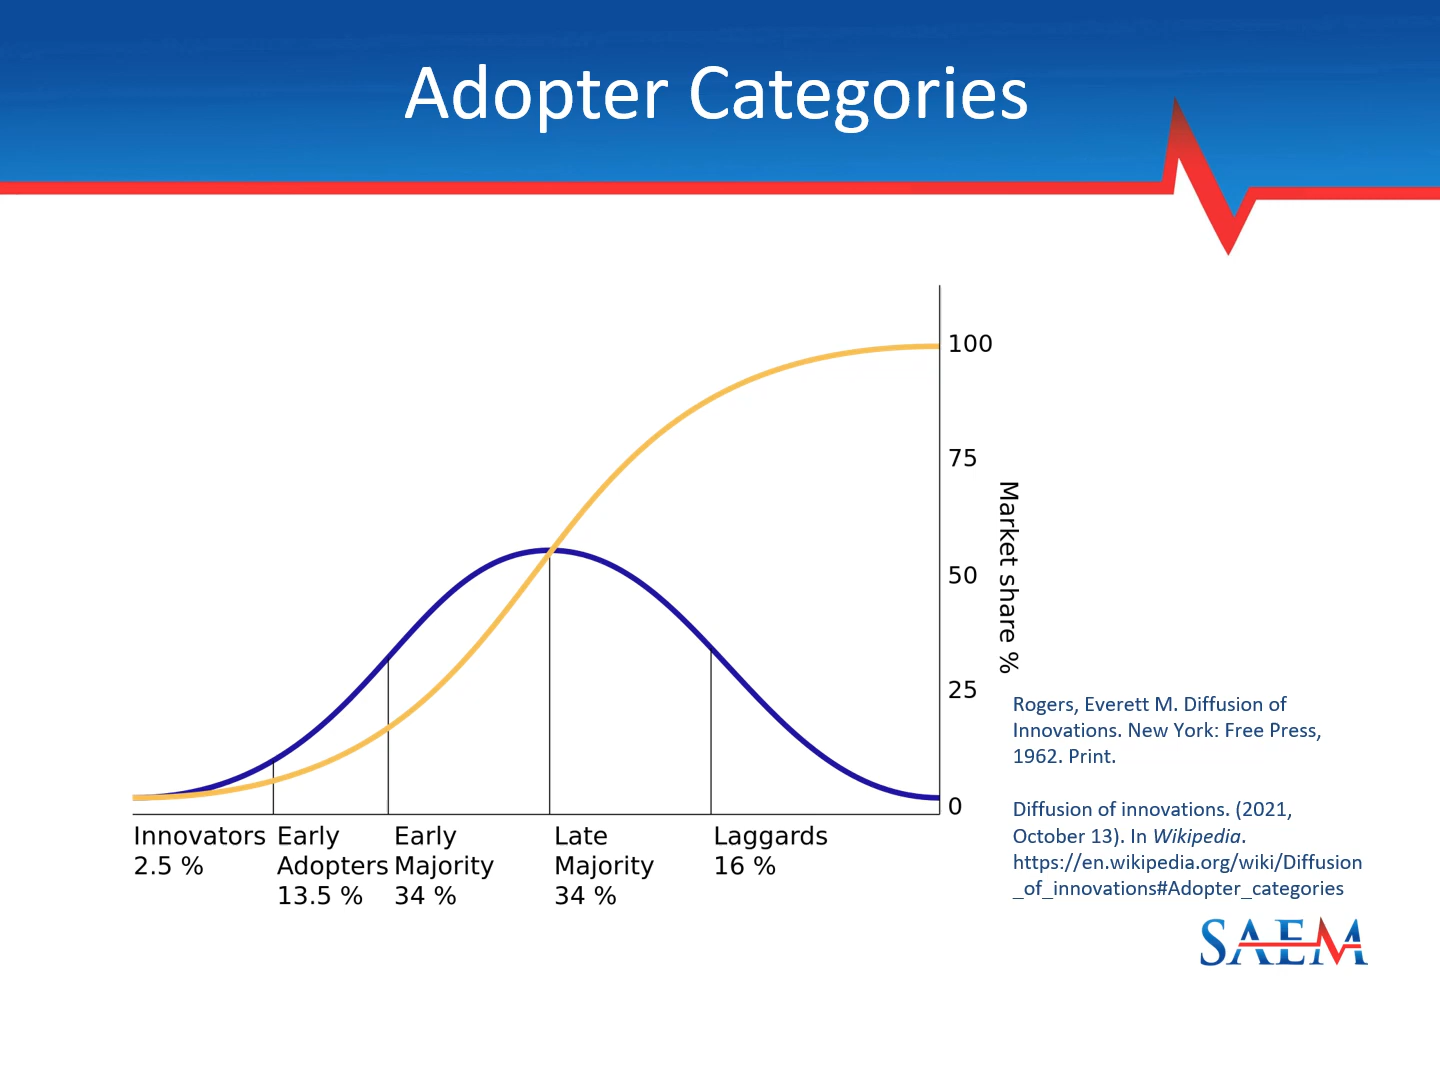 Adopter Categories
100
75
50
25
0
Market share %
Innovators
2.5 %
Early
Adopters
13.5 %
Early
Majority
34 %
Late
Majority
34 %
Laggards
16 %
Rogers, Everett M. Diffusion of
Innovations. New York: Free Press,
1962. Print.
Diffusion of innovations. (2021,
October 13). In Wikipedia.
https://en.wikipedia.org/wiki/Diffusion
_of_innovations#Adopter_categories
SAEM